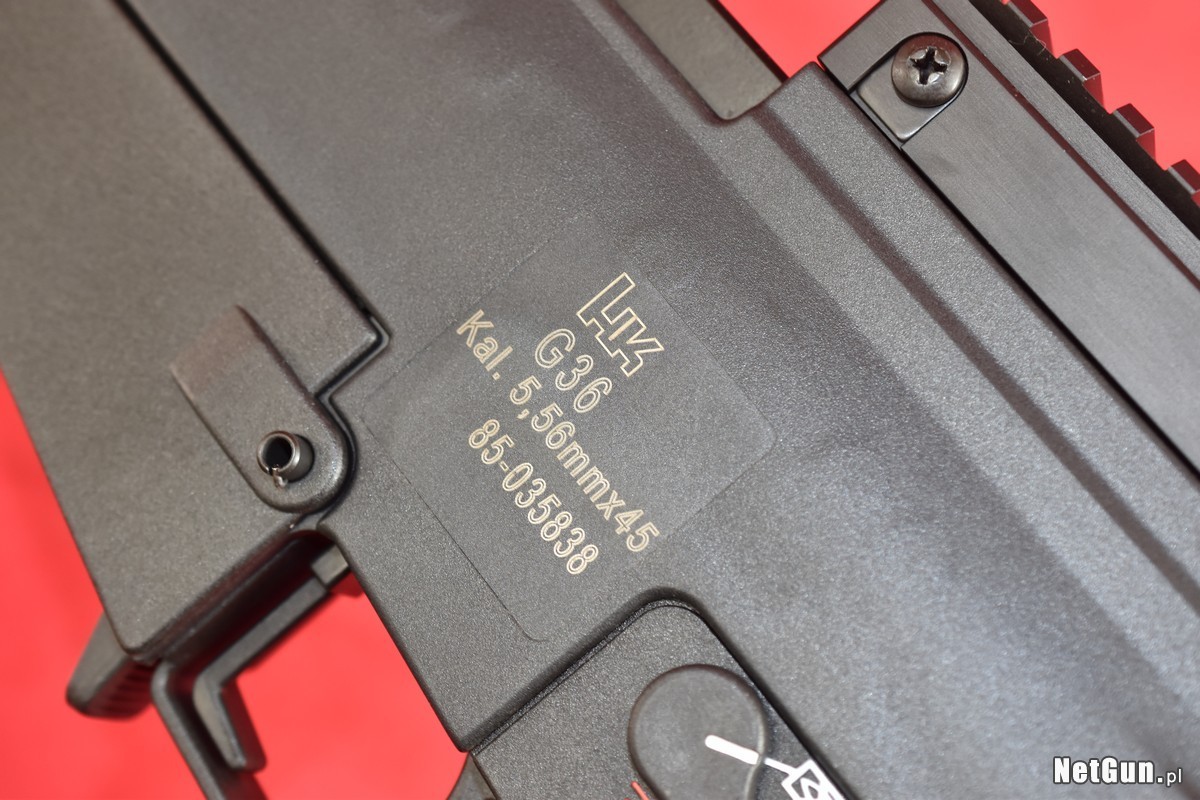 HK
G36
Kal. 5,56mmx45
85-035838
NetGun.pl